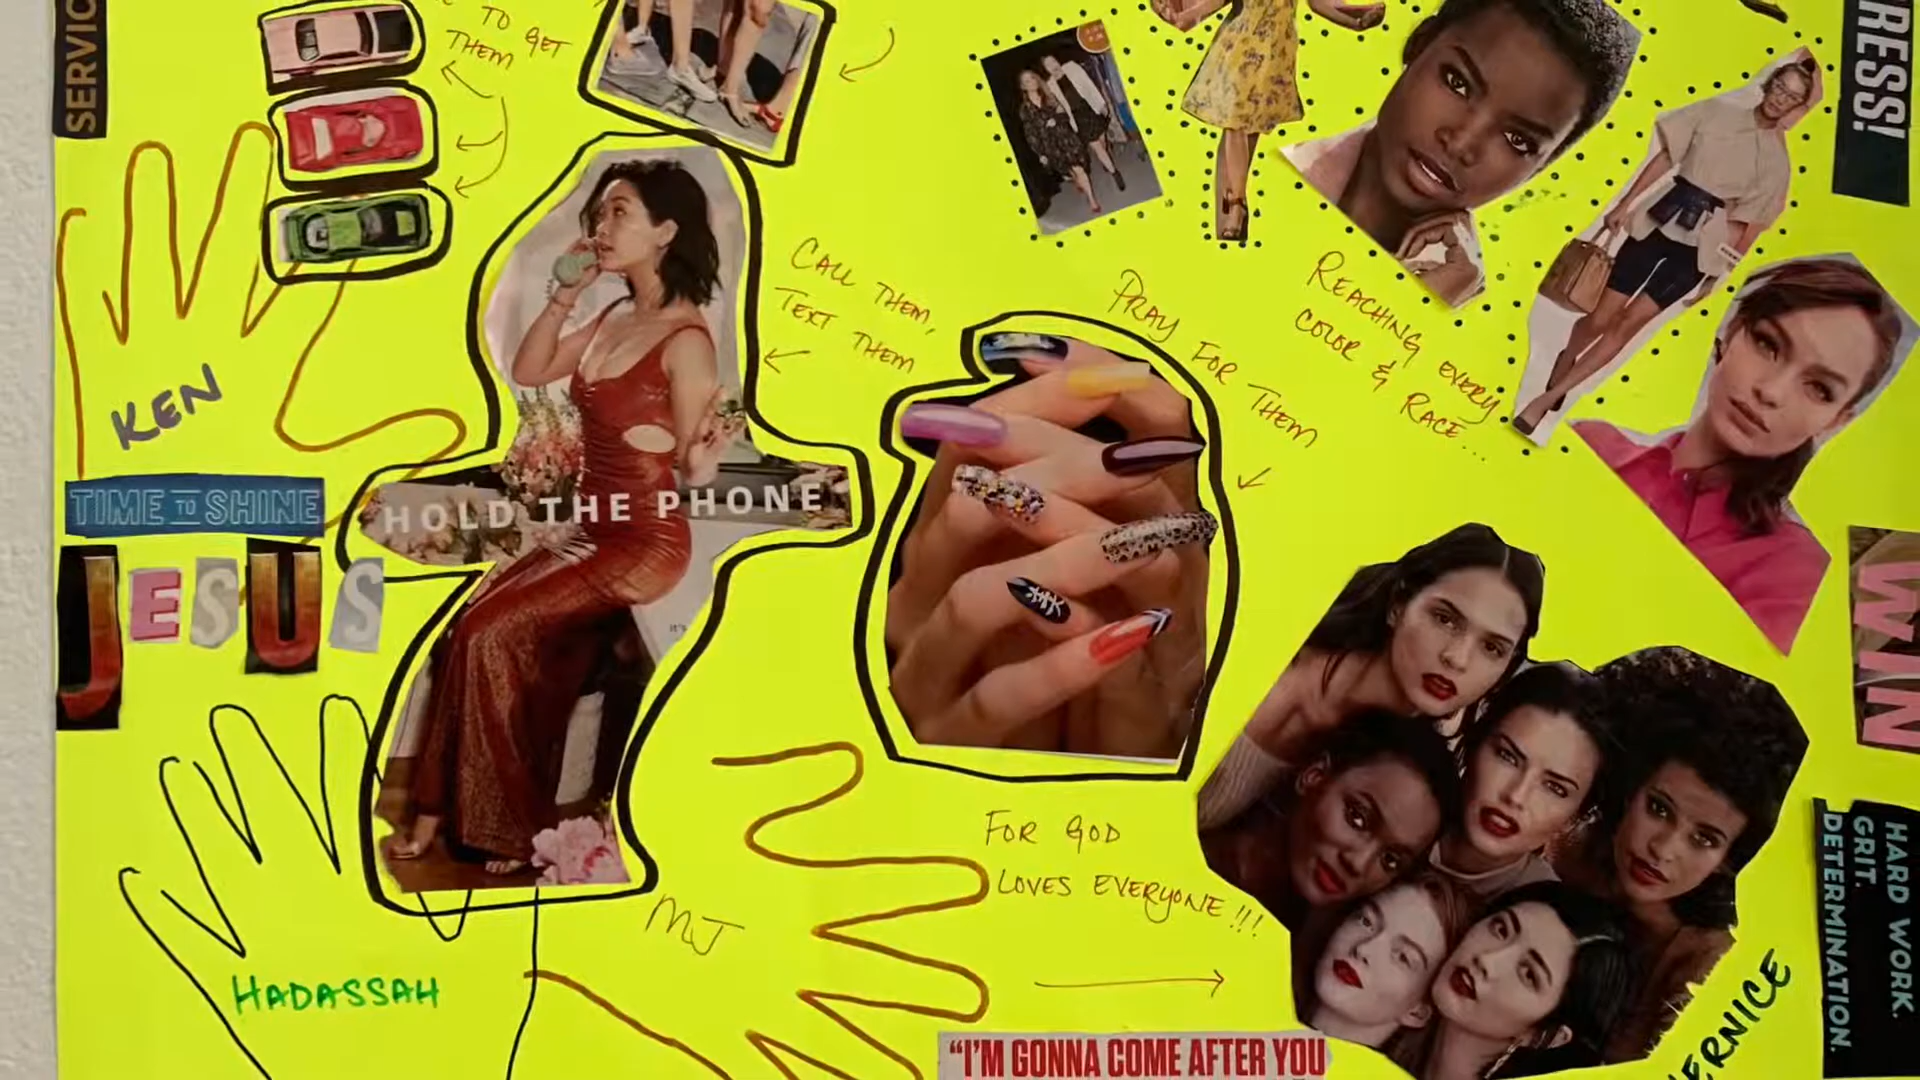 SERVIC
TO GET
THEM
RESS!
CALL THEM,
TEXT THEM
PRAY FOR THEM
REACHING EVERY
COLOR & RACE....
KEN
TIME TO SHINE
JESUS
HOLD THE PHONE
IT'S
WIN
FOR GOD
LOVES EVERYONE!!!
MJ
HADASSAH
HARD WORK.
GRIT.
DETERMINATION.
ERNICE
"I'M GONNA COME AFTER YOU